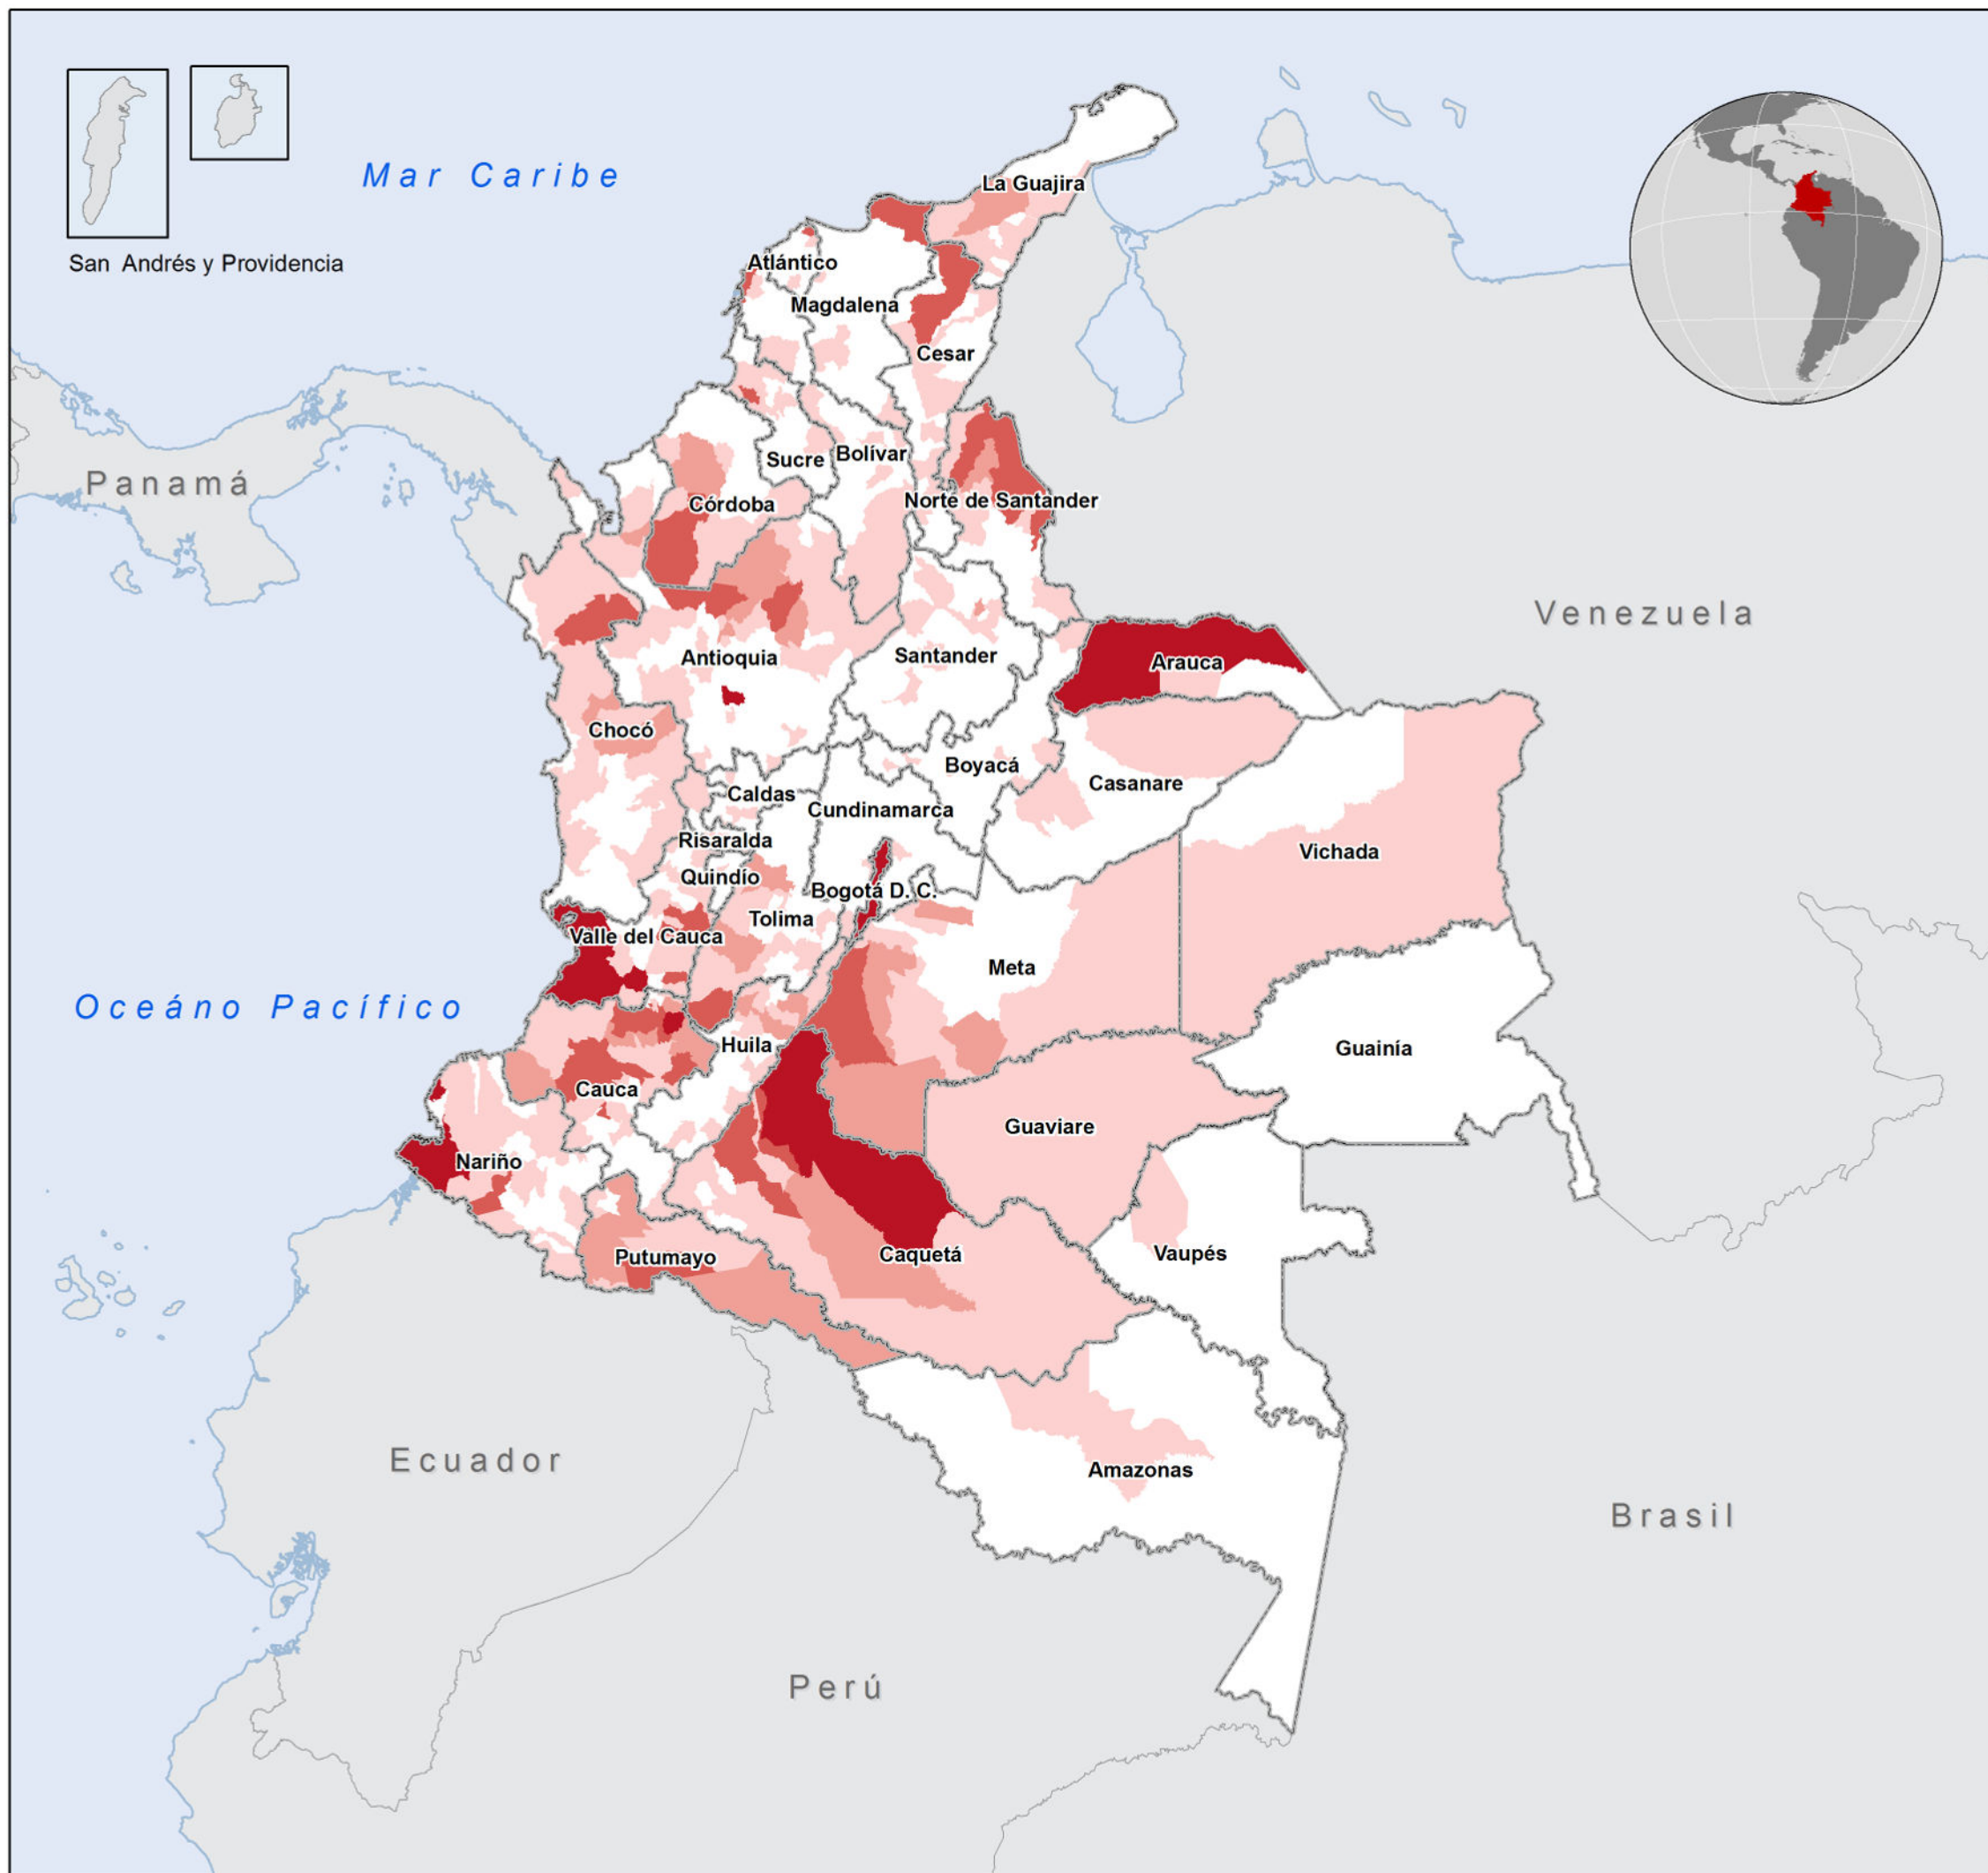 Mar Caribe
San Andrés y Providencia
La Guajira
Atlántico
Magdalena
Cesar
Panamá
Sucre
Bolívar
Córdoba
Norte de Santander
Venezuela
Antioquia
Santander
Arauca
Chocó
Boyacá
Casanare
Caldas
Cundinamarca
Risaralda
Vichada
Quindío
Bogotá D. C.
Tolima
Valle del Cauca
Meta
Oceáno Pacífico
Huila
Guainía
Cauca
Guaviare
Nariño
Putumayo
Caquetá
Vaupés
Ecuador
Amazonas
Brasil
Perú